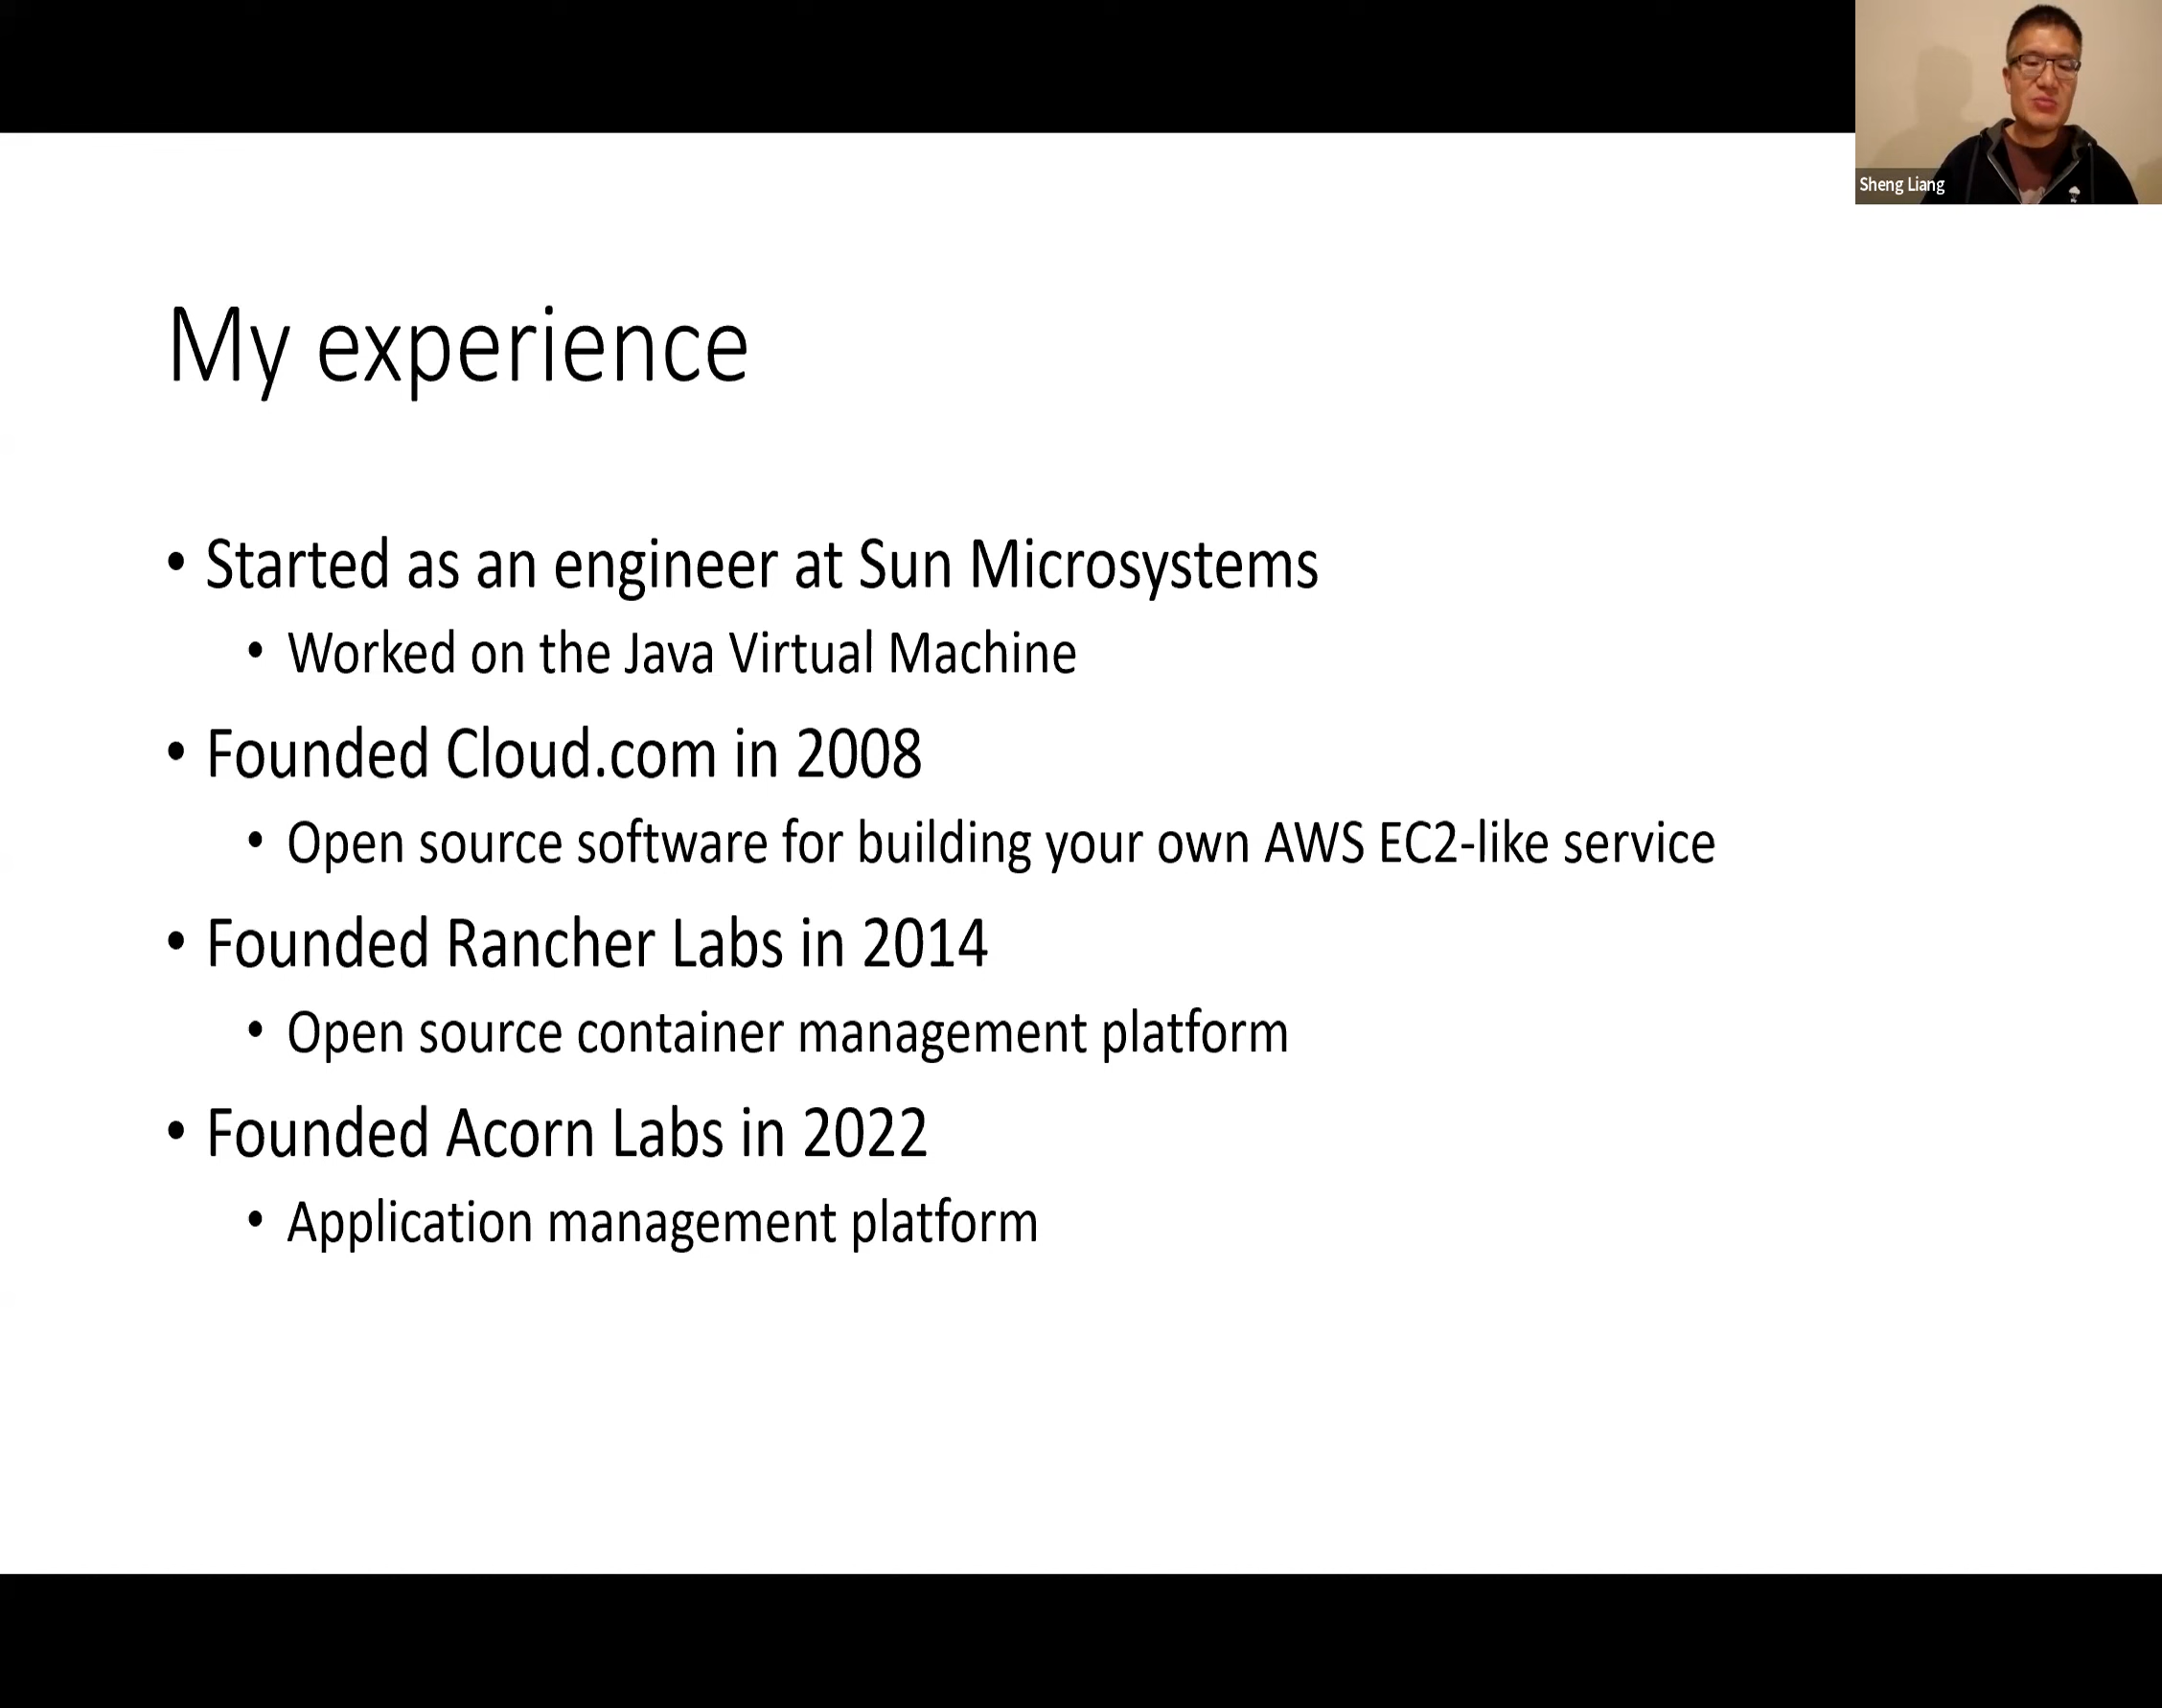 Sheng Liang
My experience
• Started as an engineer at Sun Microsystems
• Worked on the Java Virtual Machine
• Founded Cloud.com in 2008
• Open source software for building your own AWS EC2-like service
• Founded Rancher Labs in 2014
• Open source container management platform
• Founded Acorn Labs in 2022
• Application management platform